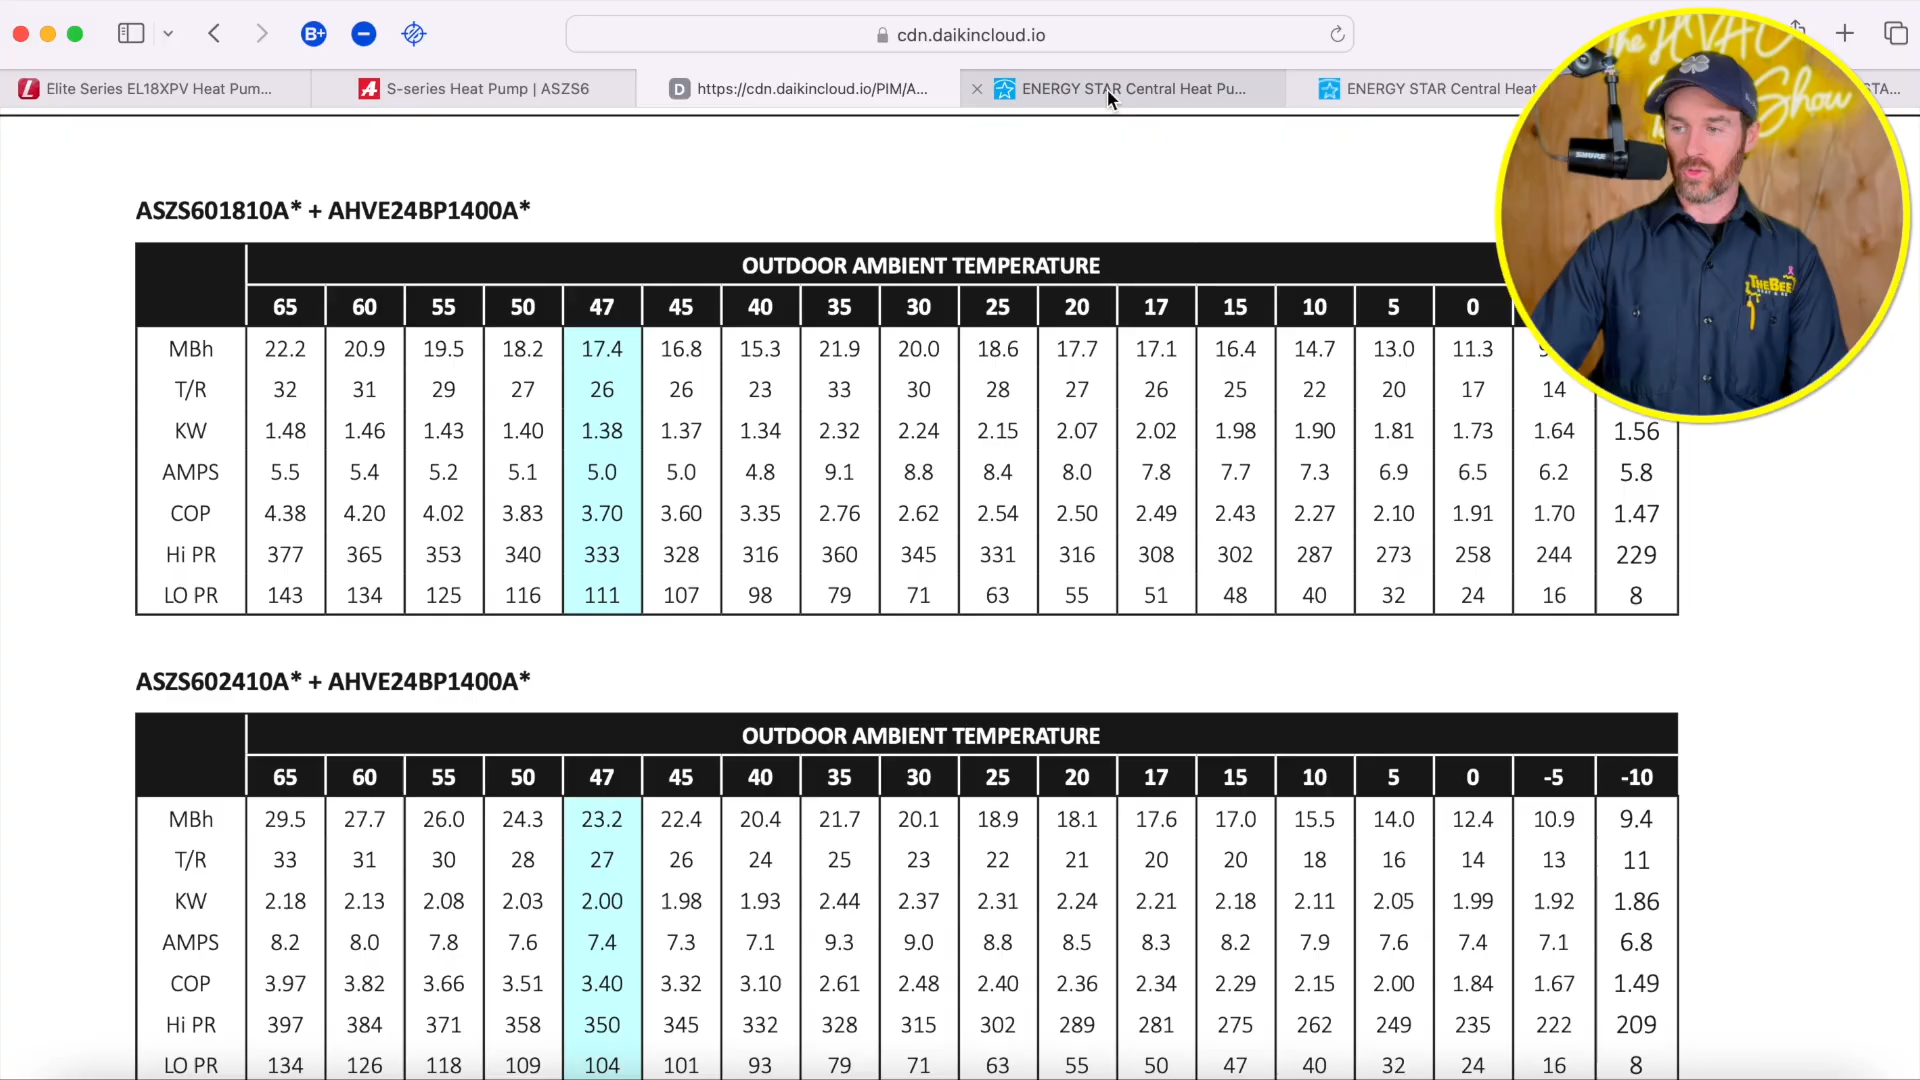 cdn.daikincloud.io
Elite Series EL18XPV Heat Pum... S-series Heat Pump | ASZS6 D https://cdn.daikincloud.io/PIM/A... ENERGY STAR Central Heat Pu... ENERGY STAR Central Heat STA...
The HVAC
Show
SHURE
THEBEE
ASZS601810A* + AHVE24BP1400A*
OUTDOOR AMBIENT TEMPERATURE
65 60 55 50 47 45 40 35 30 25 20 17 15 10 5 0
MBh 22.2 20.9 19.5 18.2 17.4 16.8 15.3 21.9 20.0 18.6 17.7 17.1 16.4 14.7 13.0 11.3
T/R 32 31 29 27 26 26 23 33 30 28 27 26 25 22 20 17 14
KW 1.48 1.46 1.43 1.40 1.38 1.37 1.34 2.32 2.24 2.15 2.07 2.02 1.98 1.90 1.81 1.73 1.64 1.56
AMPS 5.5 5.4 5.2 5.1 5.0 5.0 4.8 9.1 8.8 8.4 8.0 7.8 7.7 7.3 6.9 6.5 6.2 5.8
COP 4.38 4.20 4.02 3.83 3.70 3.60 3.35 2.76 2.62 2.54 2.50 2.49 2.43 2.27 2.10 1.91 1.70 1.47
Hi PR 377 365 353 340 333 328 316 360 345 331 316 308 302 287 273 258 244 229
LO PR 143 134 125 116 111 107 98 79 71 63 55 51 48 40 32 24 16 8
ASZS602410A* + AHVE24BP1400A*
OUTDOOR AMBIENT TEMPERATURE
65 60 55 50 47 45 40 35 30 25 20 17 15 10 5 0 -5 -10
MBh 29.5 27.7 26.0 24.3 23.2 22.4 20.4 21.7 20.1 18.9 18.1 17.6 17.0 15.5 14.0 12.4 10.9 9.4
T/R 33 31 30 28 27 26 24 25 23 22 21 20 20 18 16 14 13 11
KW 2.18 2.13 2.08 2.03 2.00 1.98 1.93 2.44 2.37 2.31 2.24 2.21 2.18 2.11 2.05 1.99 1.92 1.86
AMPS 8.2 8.0 7.8 7.6 7.4 7.3 7.1 9.3 9.0 8.8 8.5 8.3 8.2 7.9 7.6 7.4 7.1 6.8
COP 3.97 3.82 3.66 3.51 3.40 3.32 3.10 2.61 2.48 2.40 2.36 2.34 2.29 2.15 2.00 1.84 1.67 1.49
Hi PR 397 384 371 358 350 345 332 328 315 302 289 281 275 262 249 235 222 209
LO PR 134 126 118 109 104 101 93 79 71 63 55 50 47 40 32 24 16 8